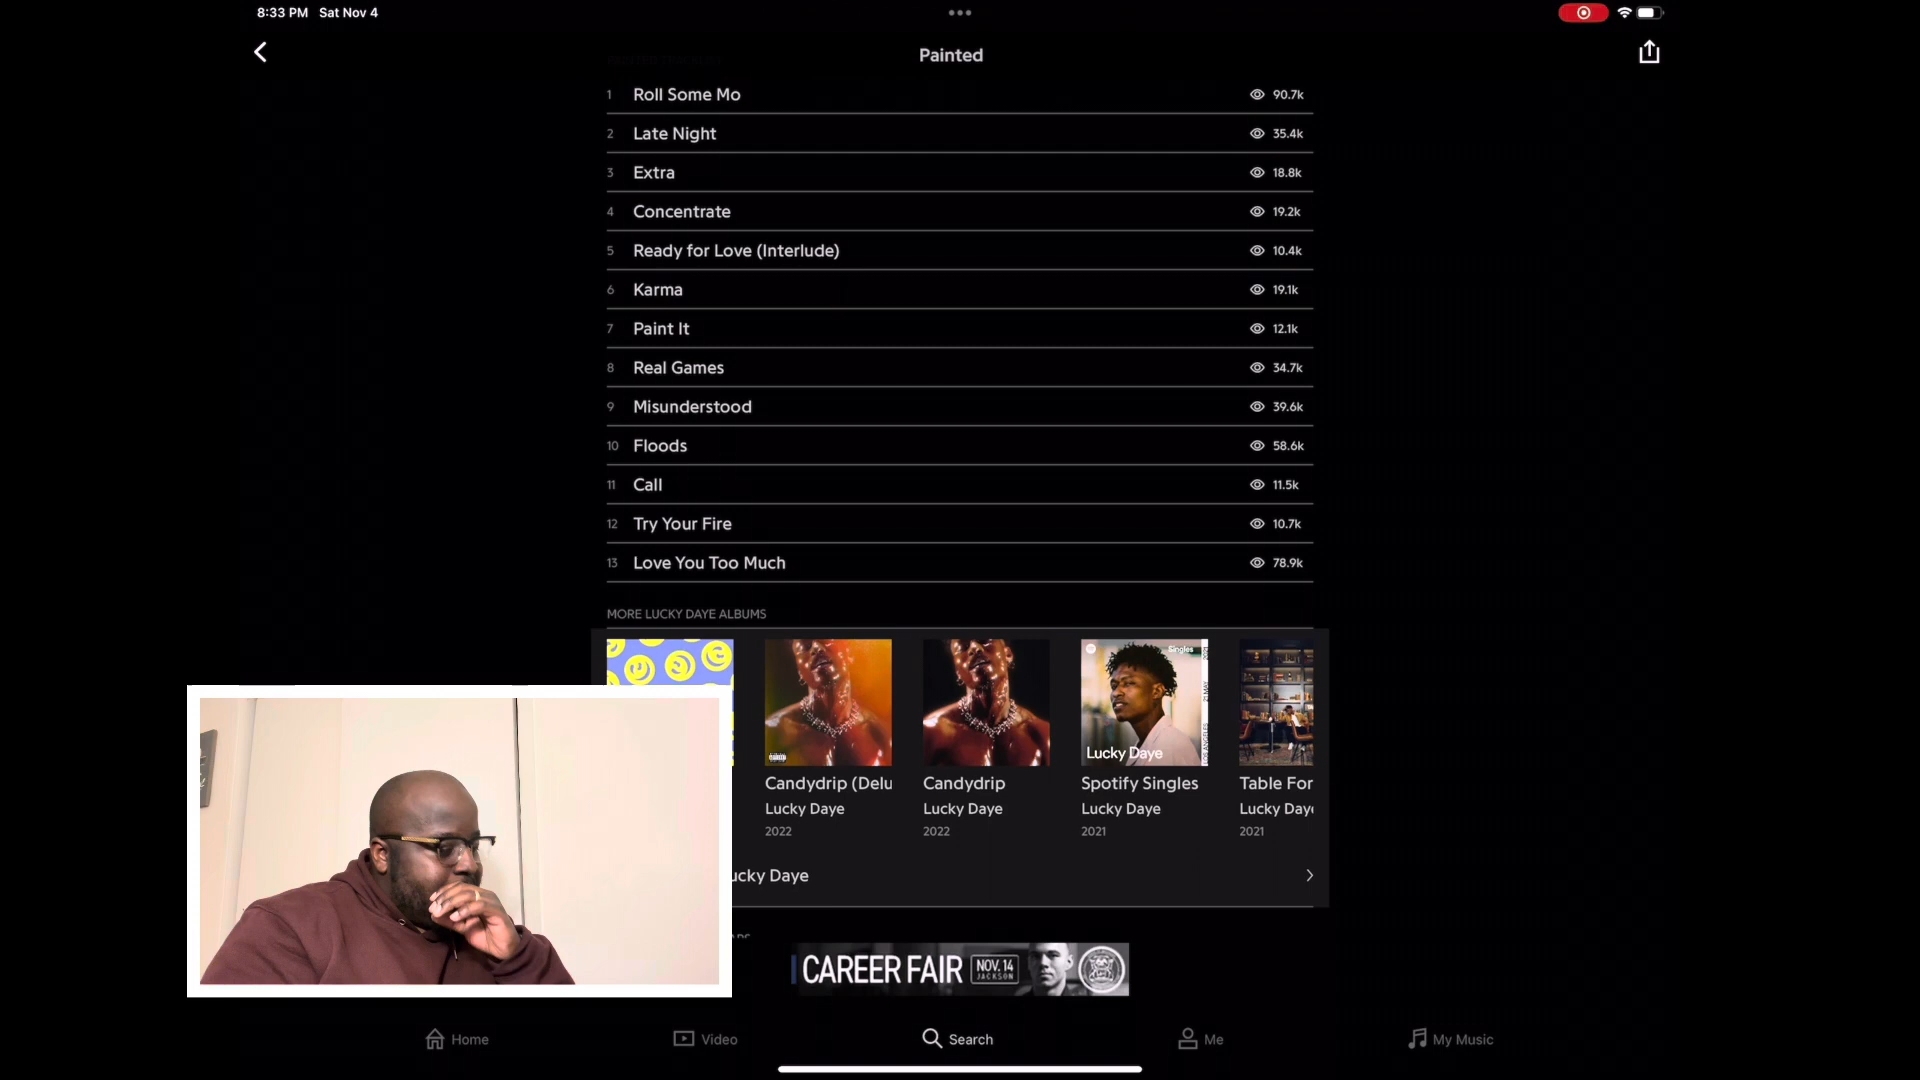 8:33 PM Sat Nov 4
Painted
1 Roll Some Mo 90.7k
2 Late Night 35.4k
3 Extra 18.8k
4 Concentrate 19.2k
5 Ready for Love (Interlude) 10.4k
6 Karma 19.1k
7 Paint It 12.1k
8 Real Games 34.7k
9 Misunderstood 39.6k
10 Floods 58.6k
11 Call 11.5k
12 Try Your Fire 10.7k
13 Love You Too Much 78.9k
MORE LUCKY DAYE ALBUMS
Singles
Lucky Daye
Candydrip (Delu
Candydrip
Spotify Singles
Table For
Lucky Daye
Lucky Daye
Lucky Daye
Lucky Daye
2022
2022
2021
2021
ucky Daye
CAREER FAIR NOV. 14
JACKSON
Home
Video
Search
Me
My Music